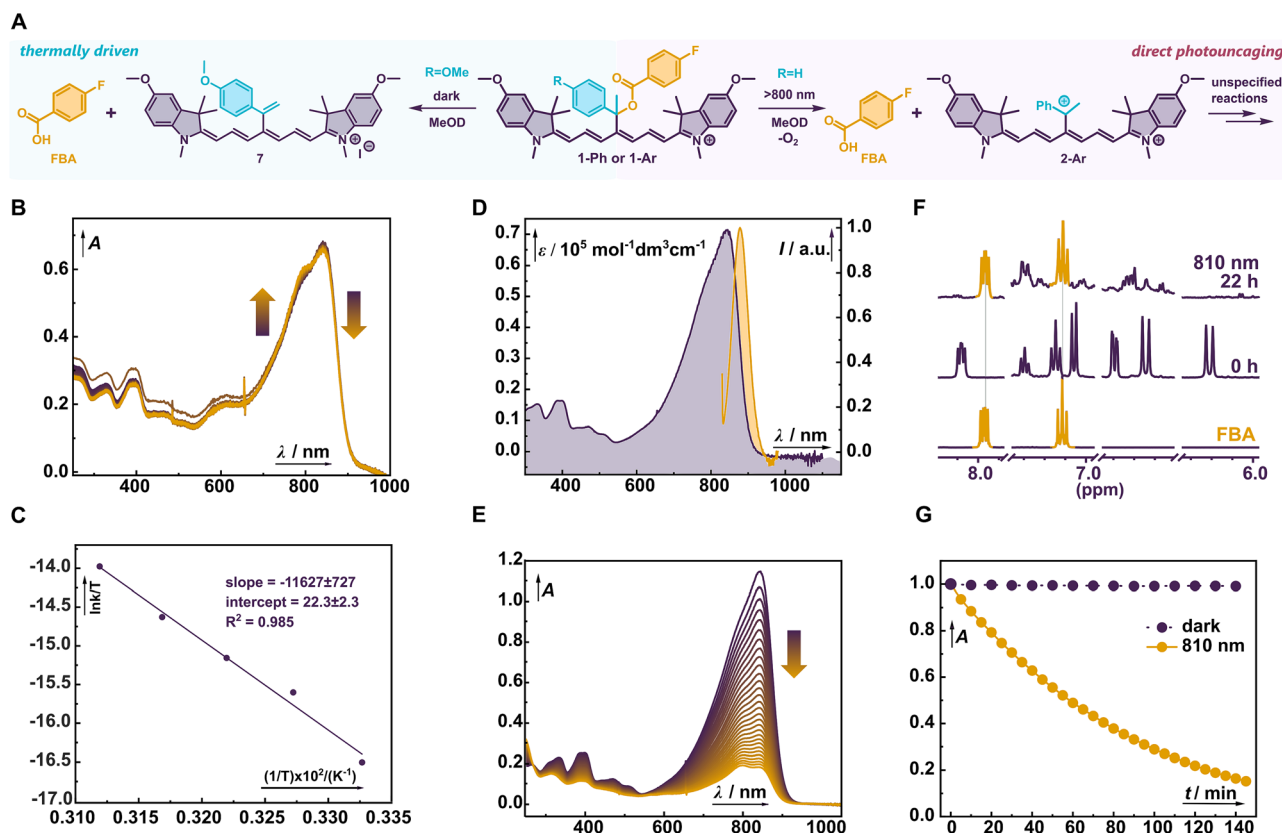 A
thermally driven
direct photouncaging
F
OH
FBA
+
O
O
N
N
⊕
I⊖
7
R=OMe
dark
MeOD
O
R
O
O
F
O
N
N
⊕
1-Ph or 1-Ar
R=H
>800 nm
MeOD
-O2
F
O
OH
FBA
+
O
Ph
⊕
O
N
N
⊕
2-Ar
unspecified
reactions
B
A
0.6
0.4
0.2
0.0
λ / nm
400 600 800 1000
D
ε / 10⁵ mol⁻¹dm³cm⁻¹
I / a.u.
0.7
0.6
0.5
0.4
0.3
0.2
0.1
0.0
1.0
0.8
0.6
0.4
0.2
0.0
λ / nm
400 600 800 1000
F
810 nm
22 h
0 h
FBA
8.0 7.0 6.0
(ppm)
C
lnk/T
-14.0
-14.5
-15.0
-15.5
-16.0
-16.5
-17.0
slope = -11627±727
intercept = 22.3±2.3
R² = 0.985
(1/T)x10²/(K⁻¹)
0.310 0.315 0.320 0.325 0.330 0.335
E
A
1.2
1.0
0.8
0.6
0.4
0.2
0.0
λ / nm
400 600 800 1000
G
A
1.0
0.8
0.6
0.4
0.2
0.0
dark
810 nm
t / min
0 20 40 60 80 100 120 140